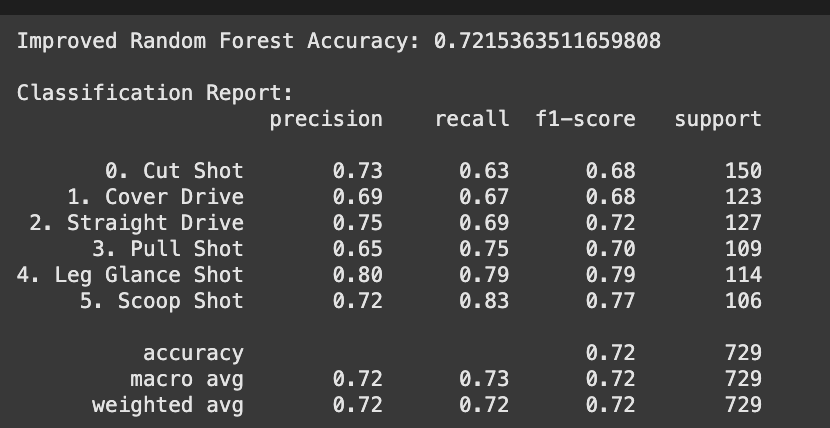 Improved Random Forest Accuracy: 0.7215363511659808
Classification Report:
precision recall f1-score support
0. Cut Shot 0.73 0.63 0.68 150
1. Cover Drive 0.69 0.67 0.68 123
2. Straight Drive 0.75 0.69 0.72 127
3. Pull Shot 0.65 0.75 0.70 109
4. Leg Glance Shot 0.80 0.79 0.79 114
5. Scoop Shot 0.72 0.83 0.77 106
accuracy 0.72 729
macro avg 0.72 0.73 0.72 729
weighted avg 0.72 0.72 0.72 729